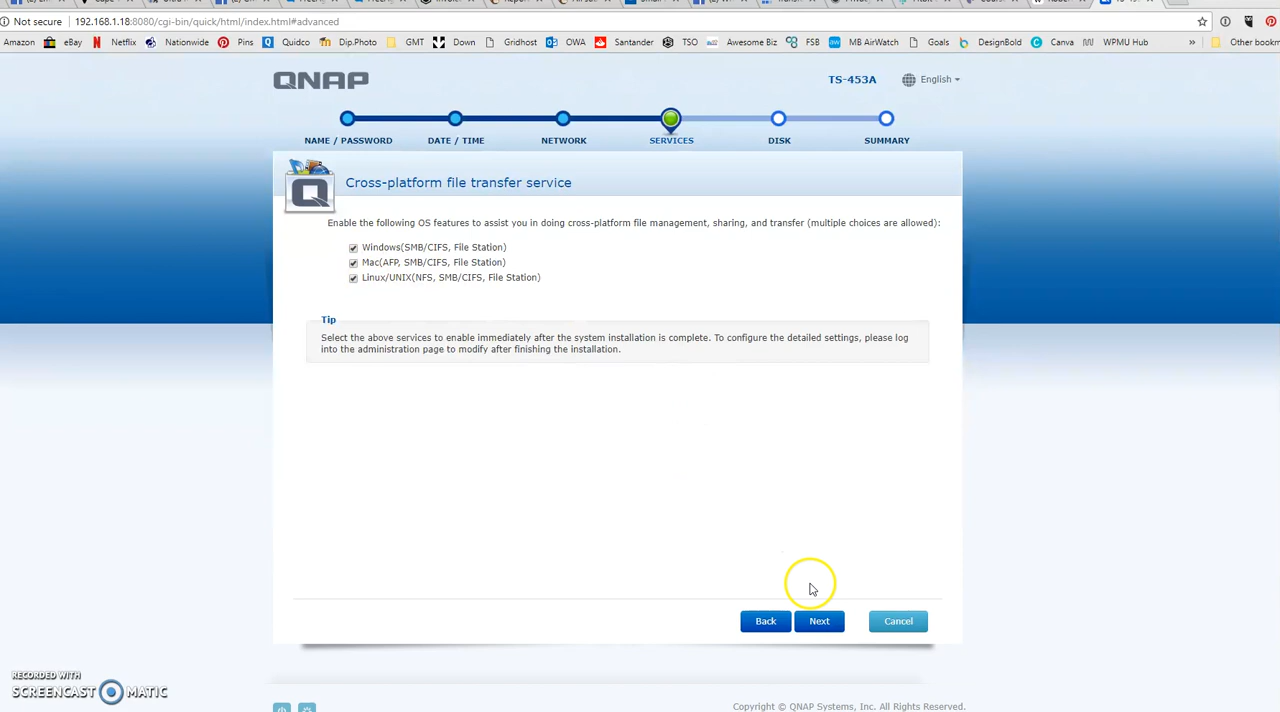 Not secure 192.168.1.18:8080/cgi-bin/quick/html/index.html#advanced
Amazon eBay Netflix Nationwide Pins Quidco Dip.Photo GMT Down Gridhost OWA Santander TSO Awesome Biz FSB MB AirWatch Goals DesignBold Canva WPMU Hub » Other bookm
QNAP
TS-453A English
NAME / PASSWORD DATE / TIME NETWORK SERVICES DISK SUMMARY
Cross-platform file transfer service
Enable the following OS features to assist you in doing cross-platform file management, sharing, and transfer (multiple choices are allowed):
Windows(SMB/CIFS, File Station)
Mac(AFP, SMB/CIFS, File Station)
Linux/UNIX(NFS, SMB/CIFS, File Station)
Tip
Select the above services to enable immediately after the system installation is complete. To configure the detailed settings, please log
into the administration page to modify after finishing the installation.
Back Next Cancel
RECORDED WITH
SCREENCAST MATIC
Copyright © QNAP Systems, Inc. All Rights Reserved.